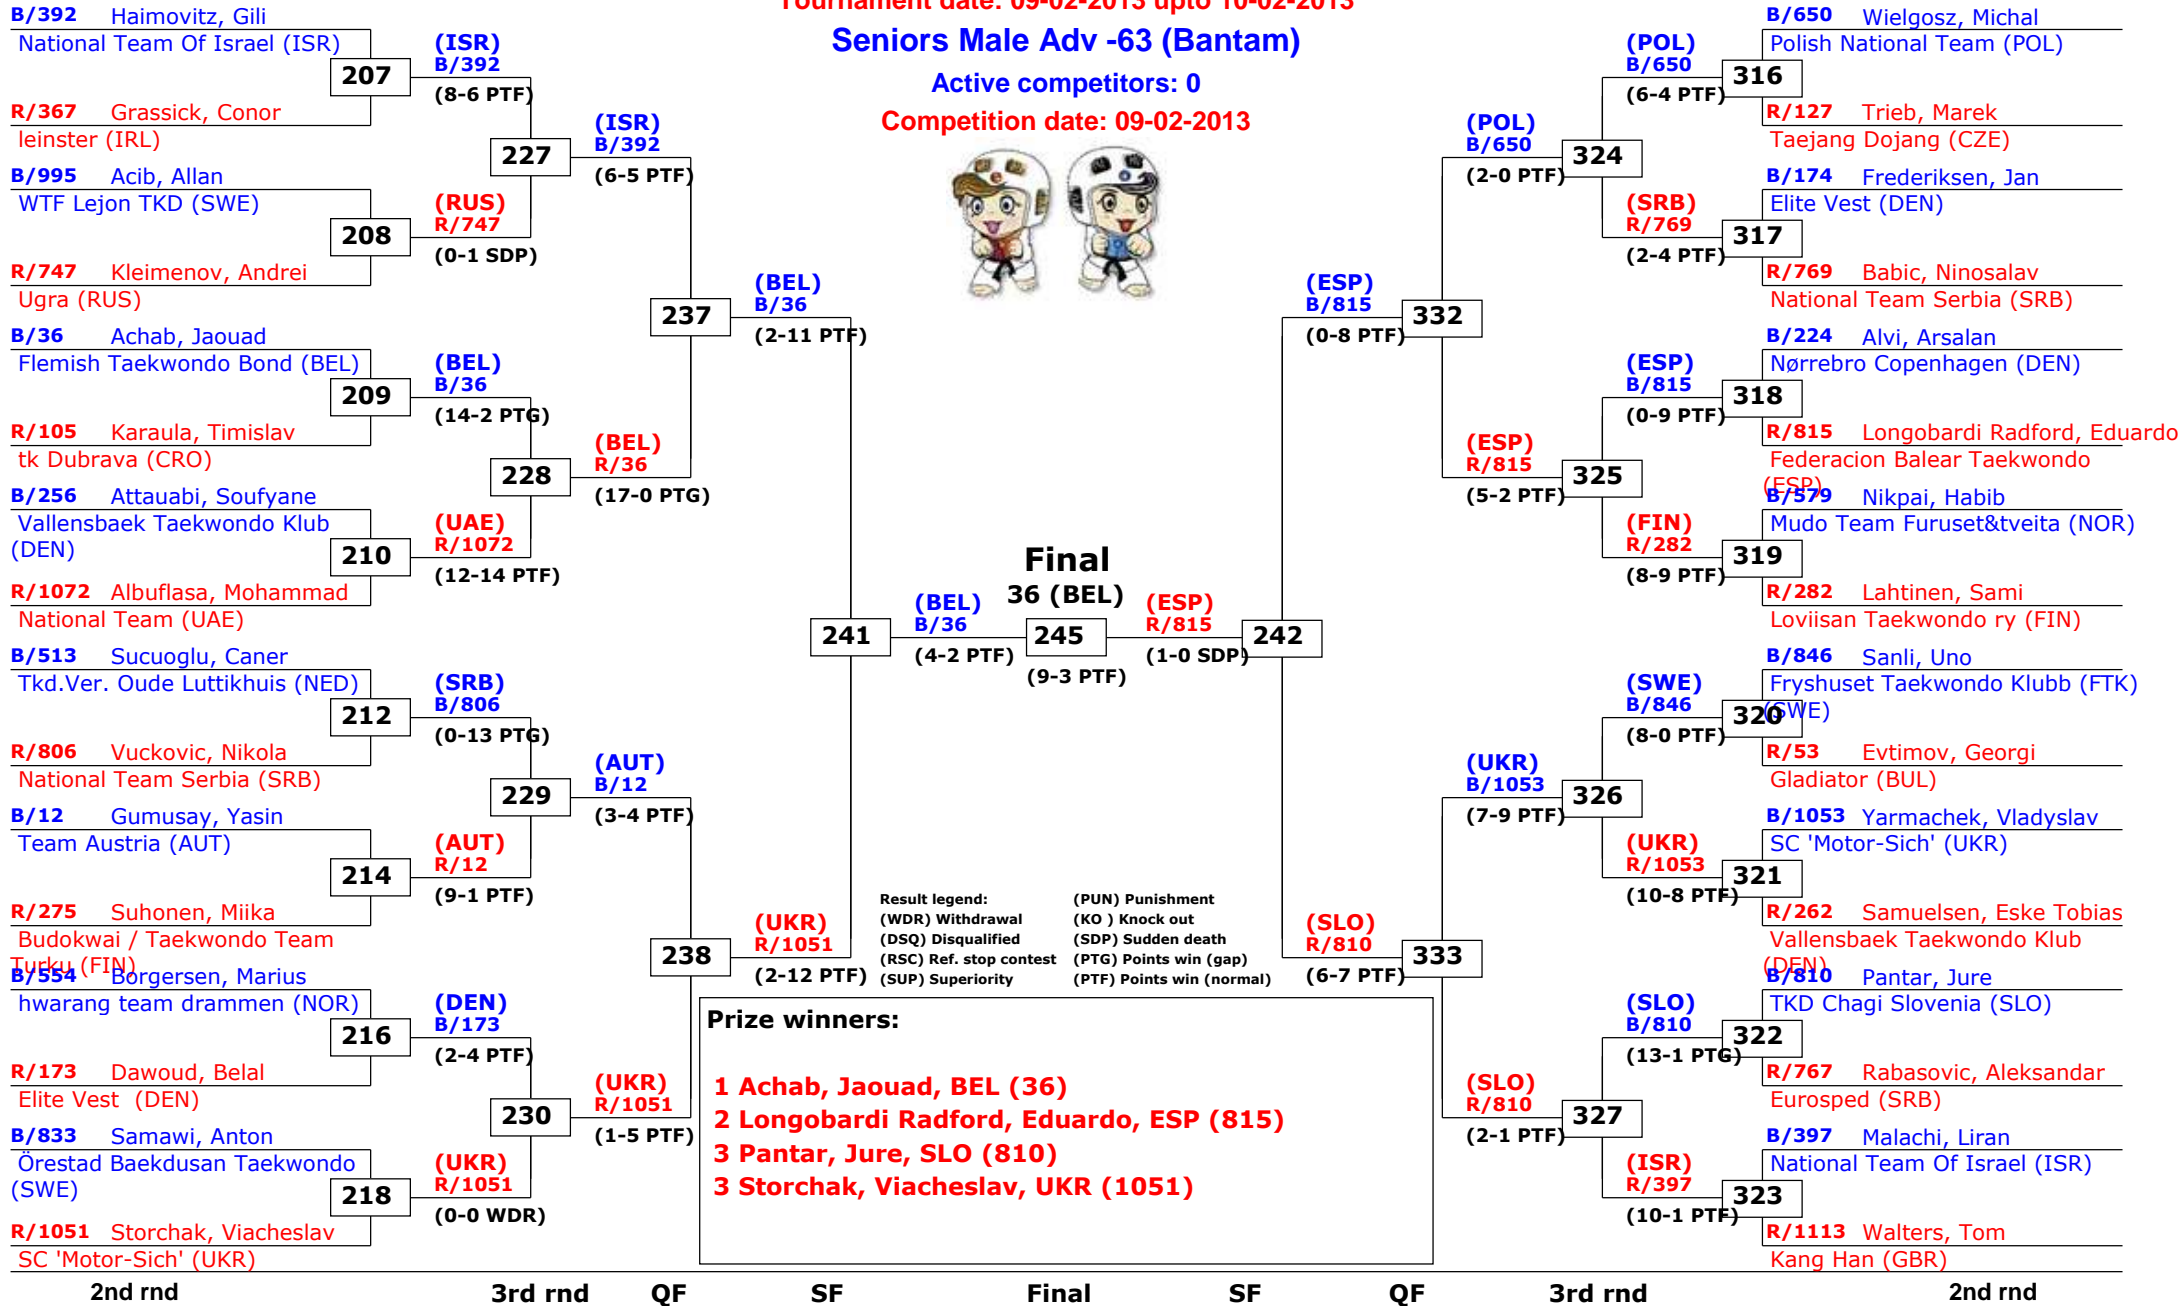 Tournament date: 09-02-2013 upto 10-02-2013
Seniors Male Adv -63 (Bantam)
Active competitors: 0
Competition date: 09-02-2013
B/392 Haimovitz, Gili
National Team Of Israel (ISR)
207
R/367 Grassick, Conor
leinster (IRL)
B/995 Acib, Allan
WTF Lejon TKD (SWE)
208
R/747 Kleimenov, Andrei
Ugra (RUS)
B/36 Achab, Jaouad
Flemish Taekwondo Bond (BEL)
209
R/105 Karaula, Timislav
tk Dubrava (CRO)
B/256 Attauabi, Soufyane
Vallensbaek Taekwondo Klub
(DEN)
210
R/1072 Albuflasa, Mohammad
National Team (UAE)
B/513 Sucuoglu, Caner
Tkd.Ver. Oude Luttikhuis (NED)
212
R/806 Vuckovic, Nikola
National Team Serbia (SRB)
B/12 Gumusay, Yasin
Team Austria (AUT)
214
R/275 Suhonen, Miika
Budokwai / Taekwondo Team
Turku (FIN)
B/554 Borgersen, Marius
hwarang team drammen (NOR)
216
R/173 Dawoud, Belal
Elite Vest (DEN)
B/833 Samawi, Anton
Örestad Baekdusan Taekwondo
(SWE)
218
R/1051 Storchak, Viacheslav
SC 'Motor-Sich' (UKR)
(ISR)
B/392
(8-6 PTF)
227
(RUS)
R/747
(0-1 SDP)
(BEL)
B/36
(14-2 PTG)
228
(UAE)
R/1072
(12-14 PTF)
(SRB)
B/806
(0-13 PTG)
229
(AUT)
R/12
(9-1 PTF)
(DEN)
B/173
(2-4 PTF)
230
(UKR)
R/1051
(0-0 WDR)
(ISR)
B/392
(6-5 PTF)
237
(BEL)
R/36
(17-0 PTG)
(AUT)
B/12
(3-4 PTF)
238
(UKR)
R/1051
(1-5 PTF)
(BEL)
B/36
(2-11 PTF)
241
(UKR)
R/1051
(2-12 PTF)
(BEL)
B/36
(4-2 PTF)
Final
36 (BEL)
245
(9-3 PTF)
(ESP)
R/815
(1-0 SDP)
242
(ESP)
B/815
(0-8 PTF)
332
(SLO)
R/810
(6-7 PTF)
333
(POL)
B/650
(2-0 PTF)
324
(ESP)
R/815
(5-2 PTF)
325
(UKR)
B/1053
(7-9 PTF)
326
(SLO)
R/810
(2-1 PTF)
327
(POL)
B/650
(6-4 PTF)
316
(SRB)
R/769
(2-4 PTF)
317
(ESP)
B/815
(0-9 PTF)
318
(FIN)
R/282
(8-9 PTF)
319
(SWE)
B/846
(8-0 PTF)
320
(UKR)
R/1053
(10-8 PTF)
321
(SLO)
B/810
(13-1 PTG)
322
(ISR)
R/397
(10-1 PTF)
323
B/650 Wielgosz, Michal
Polish National Team (POL)
R/127 Trieb, Marek
Taejang Dojang (CZE)
B/174 Frederiksen, Jan
Elite Vest (DEN)
R/769 Babic, Ninosalav
National Team Serbia (SRB)
B/224 Alvi, Arsalan
Nørrebro Copenhagen (DEN)
R/815 Longobardi Radford, Eduardo
Federacion Balear Taekwondo
(ESP)
B/579 Nikpai, Habib
Mudo Team Furuset&tveita (NOR)
R/282 Lahtinen, Sami
Loviisan Taekwondo ry (FIN)
B/846 Sanli, Uno
Fryshuset Taekwondo Klubb (FTK)
(SWE)
R/53 Evtimov, Georgi
Gladiator (BUL)
B/1053 Yarmachek, Vladyslav
SC 'Motor-Sich' (UKR)
R/262 Samuelsen, Eske Tobias
Vallensbaek Taekwondo Klub
(DEN)
B/810 Pantar, Jure
TKD Chagi Slovenia (SLO)
R/767 Rabasovic, Aleksandar
Eurosped (SRB)
B/397 Malachi, Liran
National Team Of Israel (ISR)
R/1113 Walters, Tom
Kang Han (GBR)
Result legend: (PUN) Punishment
(WDR) Withdrawal (KO ) Knock out
(DSQ) Disqualified (SDP) Sudden death
(RSC) Ref. stop contest (PTG) Points win (gap)
(SUP) Superiority (PTF) Points win (normal)
Prize winners:
1 Achab, Jaouad, BEL (36)
2 Longobardi Radford, Eduardo, ESP (815)
3 Pantar, Jure, SLO (810)
3 Storchak, Viacheslav, UKR (1051)
2nd rnd 3rd rnd QF SF Final SF QF 3rd rnd 2nd rnd